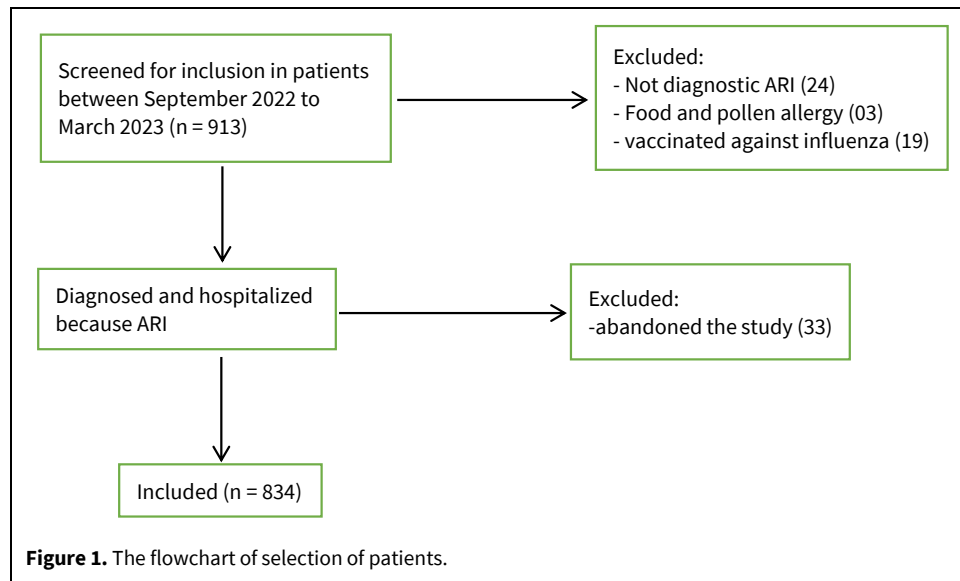 Screened for inclusion in patients
between September 2022 to
March 2023 (n = 913)
Excluded:
- Not diagnostic ARI (24)
- Food and pollen allergy (03)
- vaccinated against influenza (19)
Diagnosed and hospitalized
because ARI
Excluded:
-abandoned the study (33)
Included (n = 834)
Figure 1. The flowchart of selection of patients.